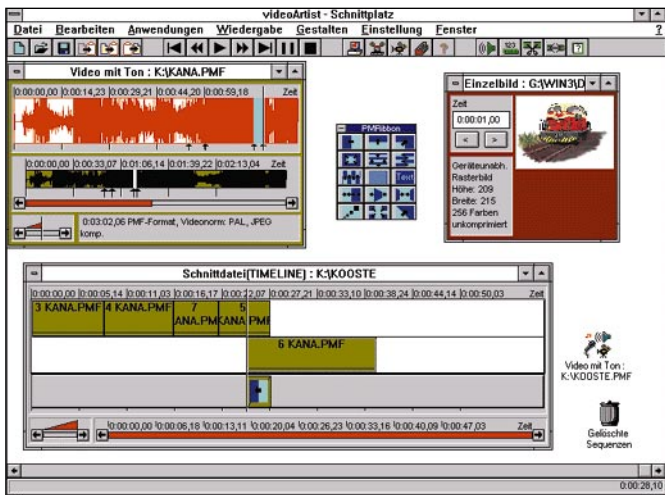 videoArtist - Schnittplatz
Datei Bearbeiten Anwendungen Wiedergabe Gestalten Einstellung Fenster ?
Video mit Ton : K:\KANA.PMF
0:00:00,00 0:00:14,23 0:00:29,21 0:00:44,20 0:00:59,18 Zeit
0:00:00,00 0:00:33,07 0:01:06,14 0:01:39,22 0:02:13,04 Zeit
0:03:02,06 PMF-Format, Videonorm: PAL, JPEG
komp.
PMRibbon
Text
Einzelbild : G:\WIN3\D
Zeit
0:00:01,00
< >
Geräteunabh.
Rasterbild
Höhe: 209
Breite: 215
256 Farben
unkomprimiert
Schnittdatei(TIMELINE) : K:\KOOSTE
0:00:00,00 0:00:05,14 0:00:11,03 0:00:16,17 0:00:22,07 0:00:27,21 0:00:33,10 0:00:38,24 0:00:44,14 0:00:50,03 Zeit
3 KANA.PMF 4 KANA.PMF 7 5
ANA.PM KANA PMF
6 KANA.PMF
0:00:00,00 0:00:06,18 0:00:13,11 0:00:20,04 0:00:26,23 0:00:33,16 0:00:40,09 0:00:47,03 Zeit
Video mit Ton :
K:\KOOSTE.PMF
Gelöschte
Sequenzen
0:00:28,10